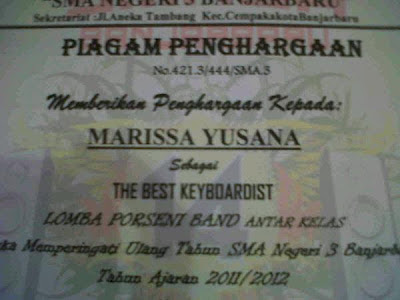 "SMA NEGERI 3 BANJARBARU
Sekretariat :Jl.Aneka Tambang Kec.CempakakotaBanjarbaru
PIAGAM PENGHARGAAN
No.421.3/444/SMA.3
Memberikan Penghargaan Kepada:
MARISSA YUSANA
Sebagai
THE BEST KEYBOARDIST
LOMBA PORSENI BAND ANTAR KELAS
ka Memperingati Ulang Tahun SMA Negeri 3 Banjarb
Tahun Ajaran 2011/2012